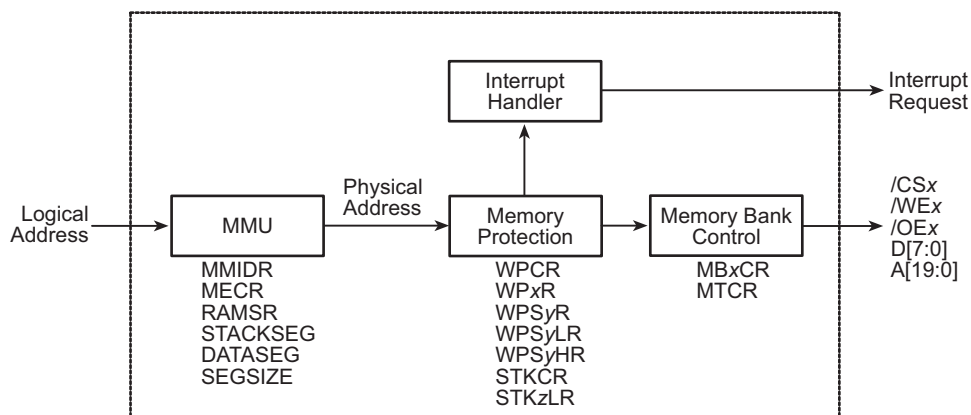 Interrupt
Handler
Interrupt
Request
Logical
Address
MMU
Physical
Address
Memory
Protection
Memory Bank
Control
/CSx
/WEx
/OEx
D[7:0]
A[19:0]
MMIDR
MECR
RAMSR
STACKSEG
DATASEG
SEGSIZE
WPCR
WPxR
WPSyR
WPSyLR
WPSyHR
STKCR
STKzLR
MBxCR
MTCR